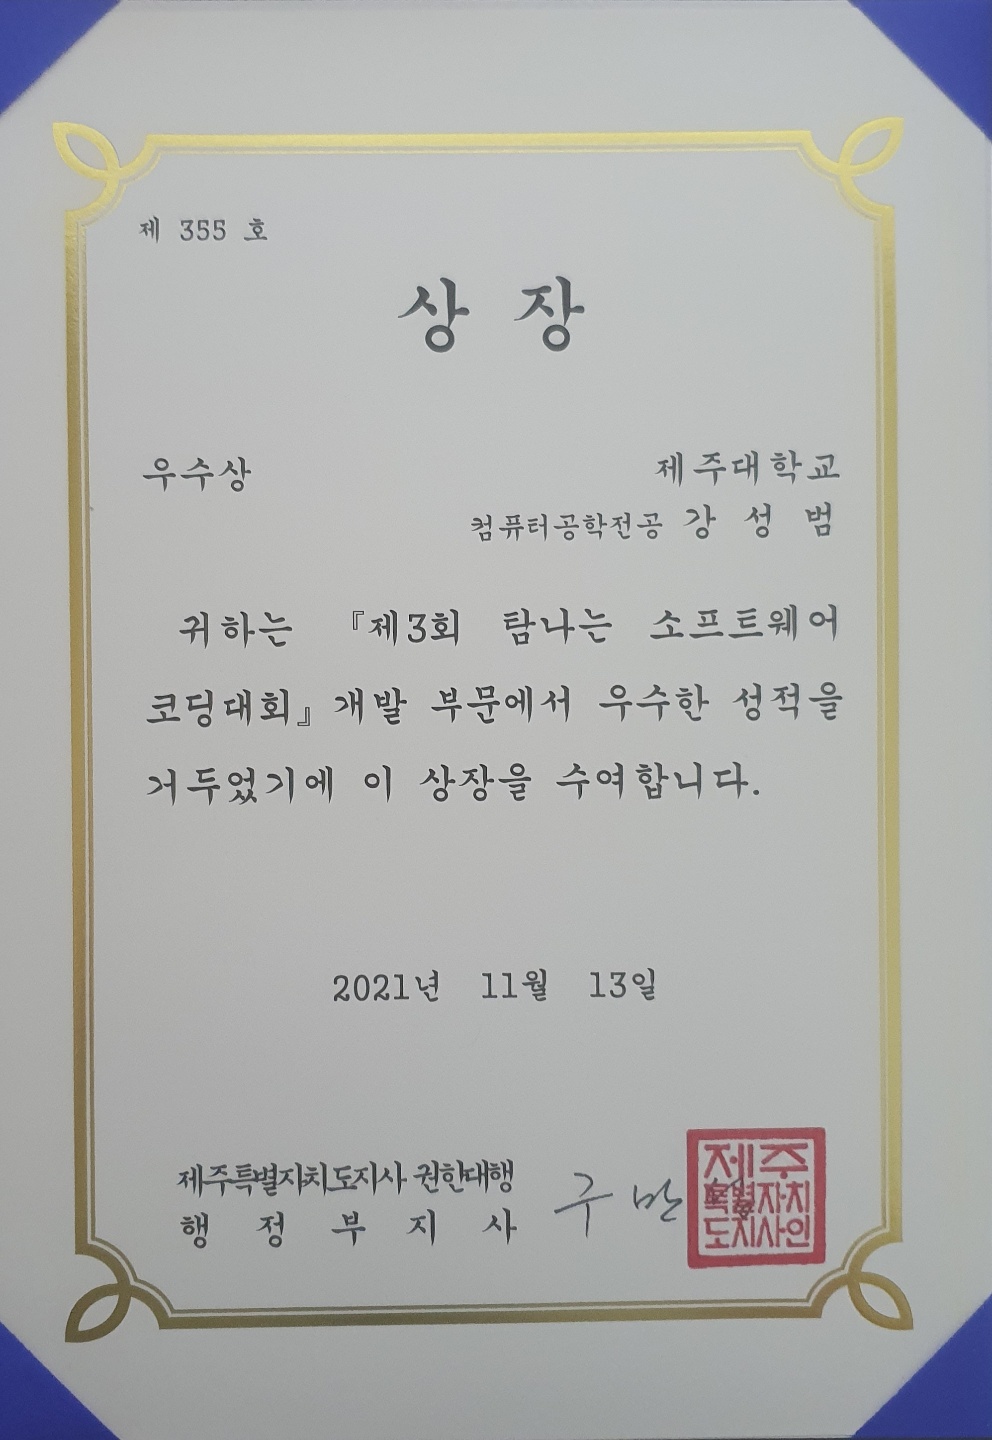 제 355 호
상 장
우수상
제주대학교
컴퓨터공학전공 강 성 범
귀하는 『제3회 탐나는 소프트웨어
코딩대회』 개발 부문에서 우수한 성적을
거두었기에 이 상장을 수여합니다.
2021년 11월 13일
제주특별자치도지사 권한대행
행 정 부 지 사 구 만
제주
특별자치
도지사인